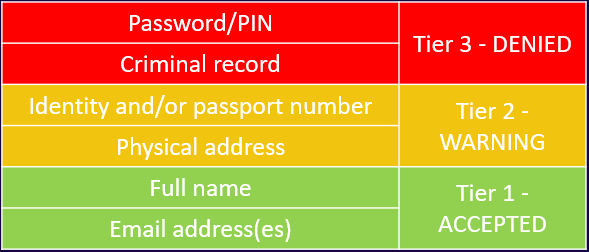 Password/PIN
Criminal record
Tier 3 - DENIED
Identity and/or passport number
Physical address
Tier 2 -
WARNING
Full name
Email address(es)
Tier 1 -
ACCEPTED